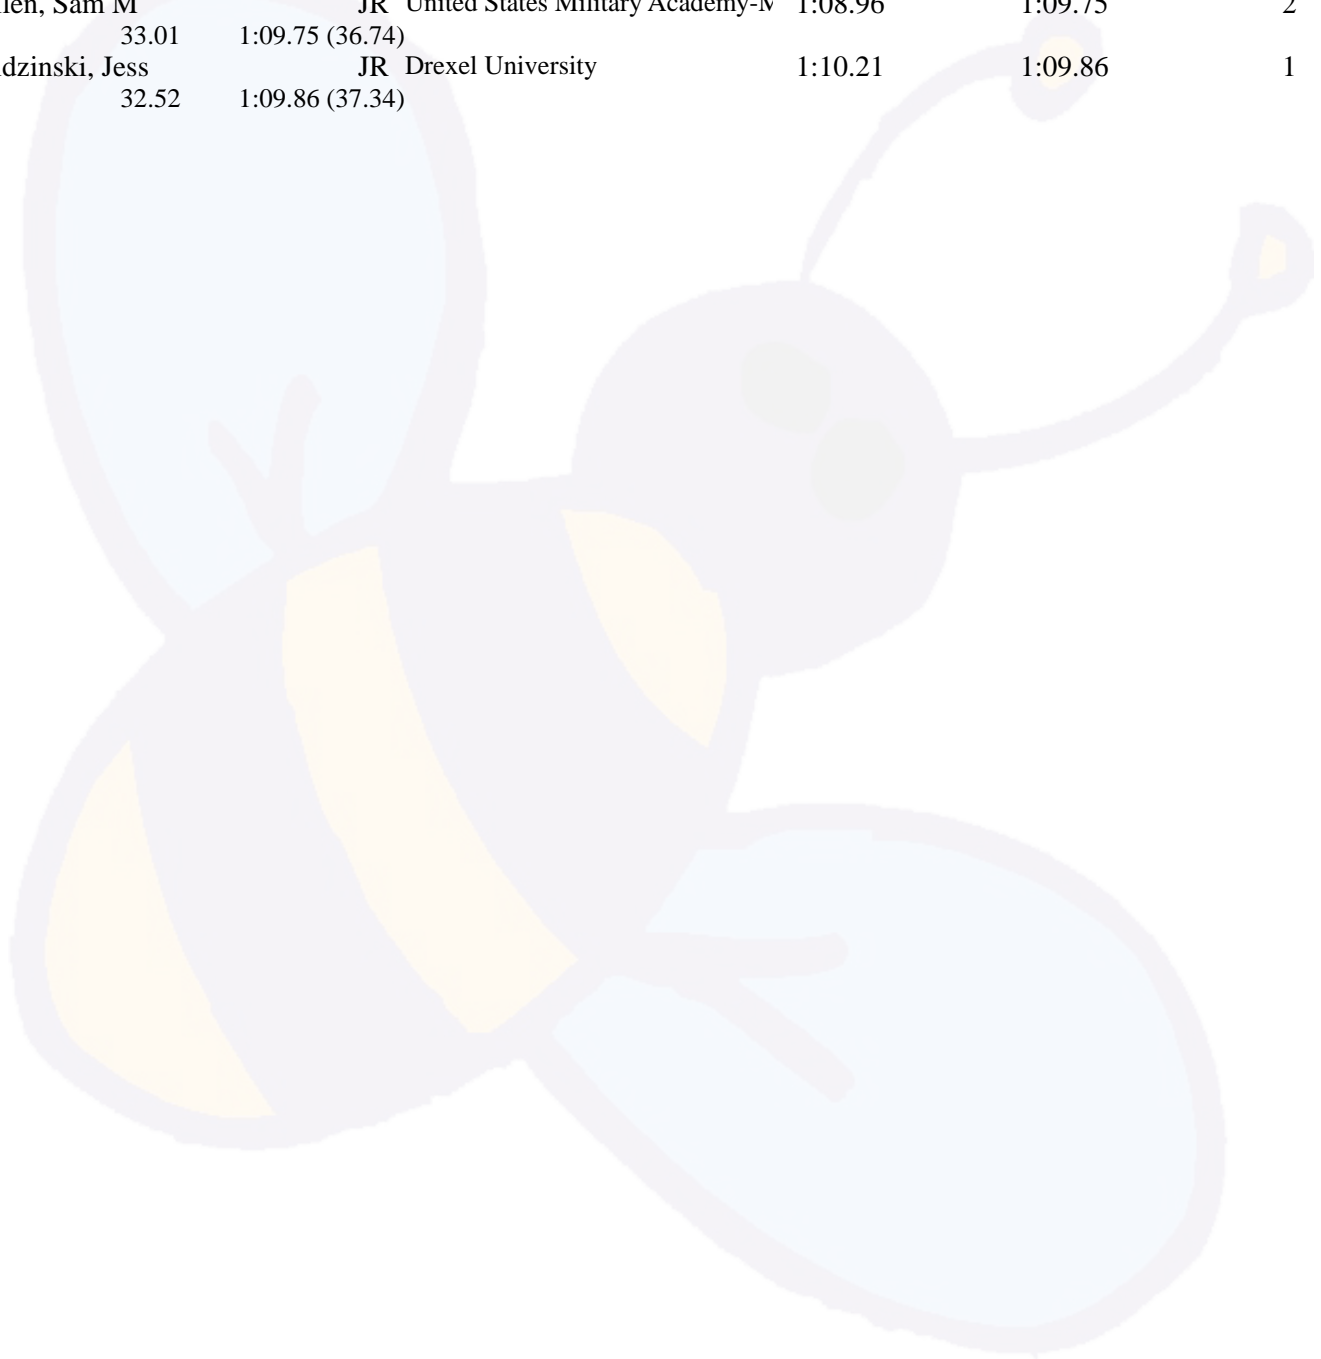 len, Sam M JR United States Military Academy-M 1:08.96 1:09.75 2
33.01 1:09.75 (36.74)
dzinski, Jess JR Drexel University 1:10.21 1:09.86 1
32.52 1:09.86 (37.34)